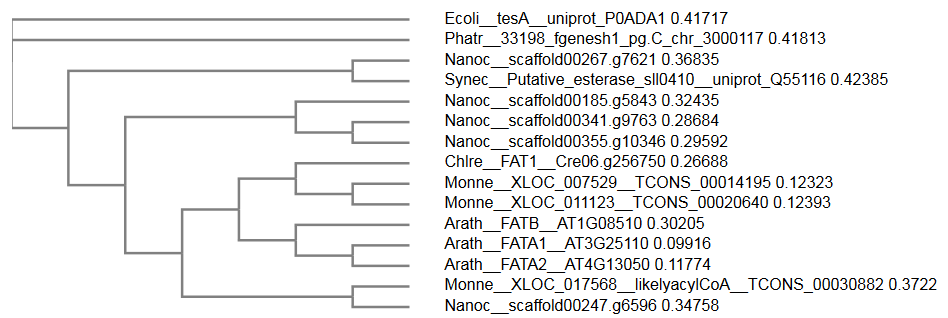 Ecoli__tesA__uniprot_P0ADA1 0.41717
Phatr__33198_fgenesh1_pg.C_chr_3000117 0.41813
Nanoc__scaffold00267.g7621 0.36835
Synec__Putative_esterase_sll0410__uniprot_Q55116 0.42385
Nanoc__scaffold00185.g5843 0.32435
Nanoc__scaffold00341.g9763 0.28684
Nanoc__scaffold00355.g10346 0.29592
Chlre__FAT1__Cre06.g256750 0.26688
Monne__XLOC_007529__TCONS_00014195 0.12323
Monne__XLOC_011123__TCONS_00020640 0.12393
Arath__FATB__AT1G08510 0.30205
Arath__FATA1__AT3G25110 0.09916
Arath__FATA2__AT4G13050 0.11774
Monne__XLOC_017568__likelyacylCoA__TCONS_00030882 0.3722
Nanoc__scaffold00247.g6596 0.34758